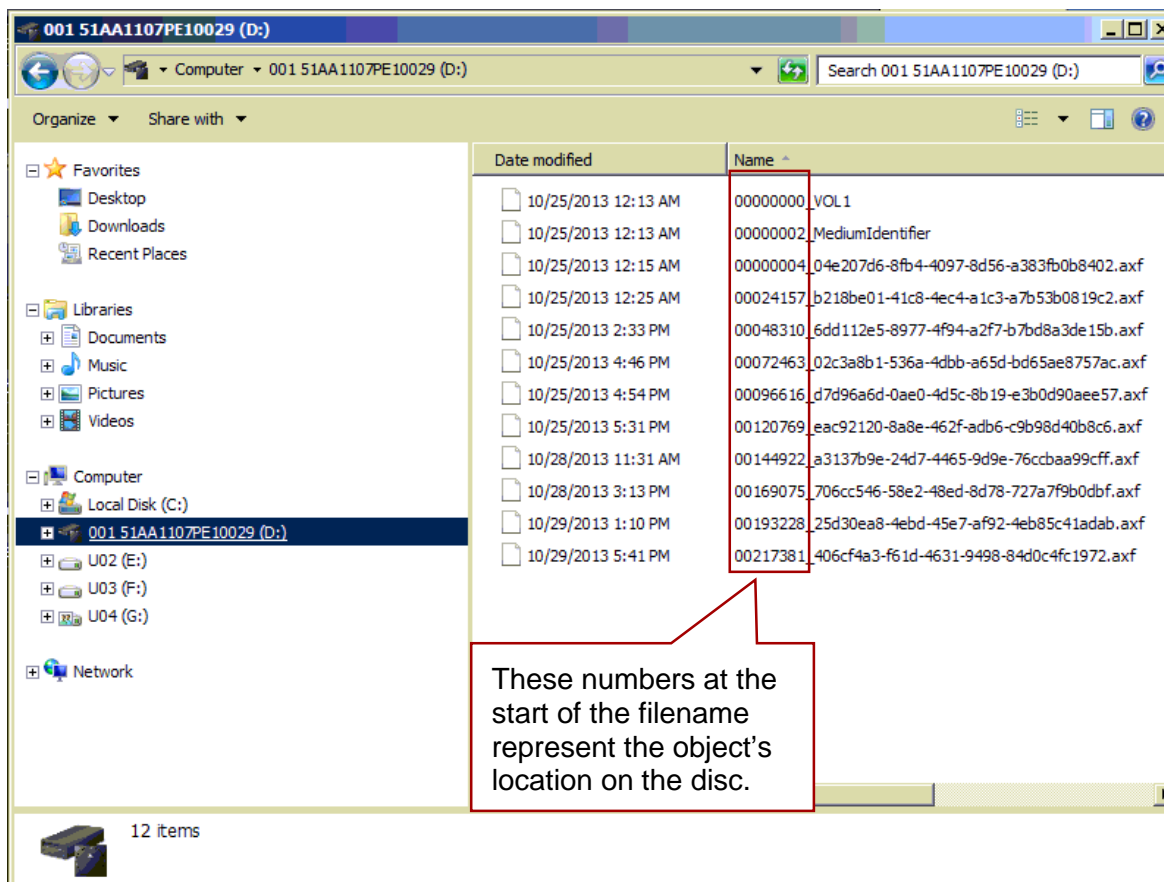 001 51AA1107PE10029 (D:)
Computer 001 51AA1107PE10029 (D:)
Search 001 51AA1107PE10029 (D:)
Organize Share with
Favorites
Desktop
Downloads
Recent Places
Libraries
Documents
Music
Pictures
Videos
Computer
Local Disk (C:)
001 51AA1107PE10029 (D:)
U02 (E:)
U03 (F:)
U04 (G:)
Network
Date modified Name
10/25/2013 12:13 AM 00000000_VOL1
10/25/2013 12:13 AM 00000002_MediumIdentifier
10/25/2013 12:15 AM 00000004_04e207d6-8fb4-4097-8d56-a383fb0b8402.axf
10/25/2013 12:25 AM 00024157_b218be01-41c8-4ec4-a1c3-a7b53b0819c2.axf
10/25/2013 2:33 PM 00048310_6dd112e5-8977-4f94-a2f7-b7bd8a3de15b.axf
10/25/2013 4:46 PM 00072463_02c3a8b1-536a-4dbb-a65d-bd65ae8757ac.axf
10/25/2013 4:54 PM 00096616_d7d96a6d-0ae0-4d5c-8b19-e3b0d90aee57.axf
10/25/2013 5:31 PM 00120769_eac92120-8a8e-462f-adb6-c9b98d40b8c6.axf
10/28/2013 11:31 AM 00144922_a3137b9e-24d7-4465-9d9e-76ccbaa99cff.axf
10/28/2013 3:13 PM 00169075_706cc546-58e2-48ed-8d78-727a7f9b0dbf.axf
10/29/2013 1:10 PM 00193228_25d30ea8-4ebd-45e7-af92-4eb85c41adab.axf
10/29/2013 5:41 PM 00217381_406cf4a3-f61d-4631-9498-84d0c4fc1972.axf
These numbers at the
start of the filename
represent the object’s
location on the disc.
12 items